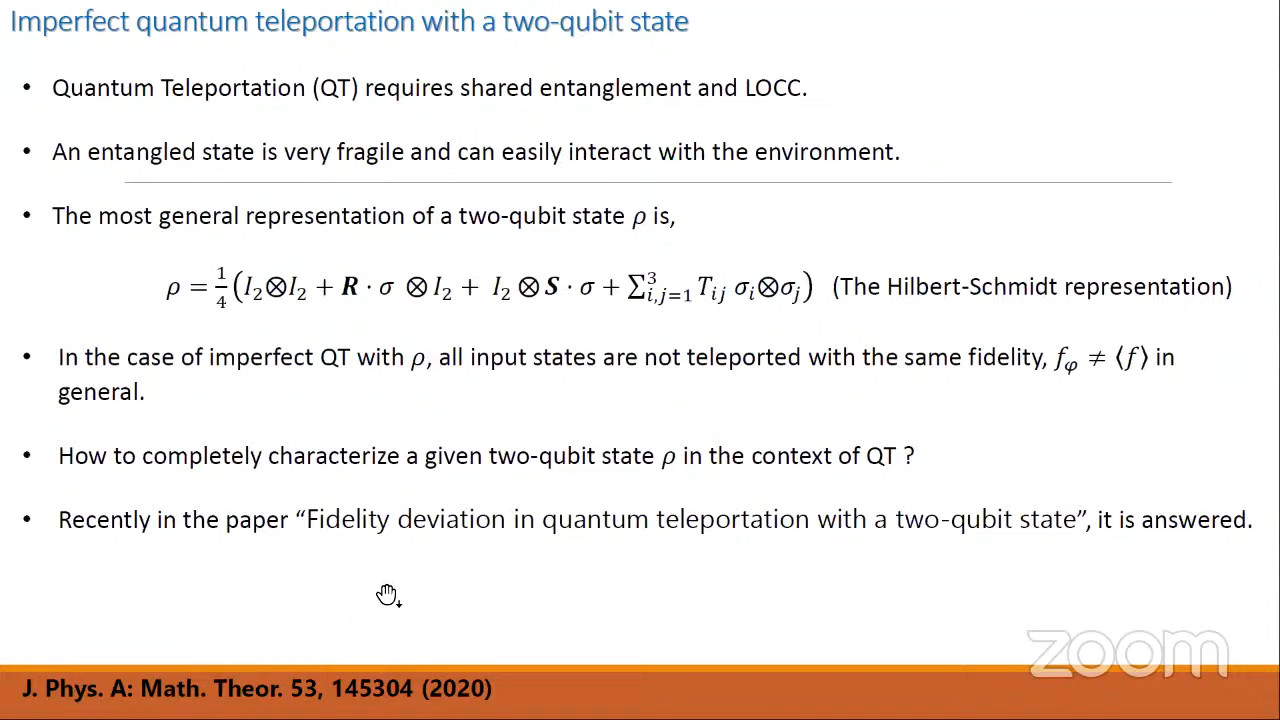 Imperfect quantum teleportation with a two-qubit state
• Quantum Teleportation (QT) requires shared entanglement and LOCC.
• An entangled state is very fragile and can easily interact with the environment.
• The most general representation of a two-qubit state ρ is,
ρ = 1/4 (I₂⊗I₂ + R · σ ⊗ I₂ + I₂ ⊗ S · σ + ∑³ᵢ,ⱼ₌₁ Tᵢⱼ σᵢ⊗σⱼ) (The Hilbert-Schmidt representation)
• In the case of imperfect QT with ρ, all input states are not teleported with the same fidelity, f_φ ≠ ⟨f⟩ in
general.
• How to completely characterize a given two-qubit state ρ in the context of QT ?
• Recently in the paper “Fidelity deviation in quantum teleportation with a two-qubit state”, it is answered.
zoom
J. Phys. A: Math. Theor. 53, 145304 (2020)